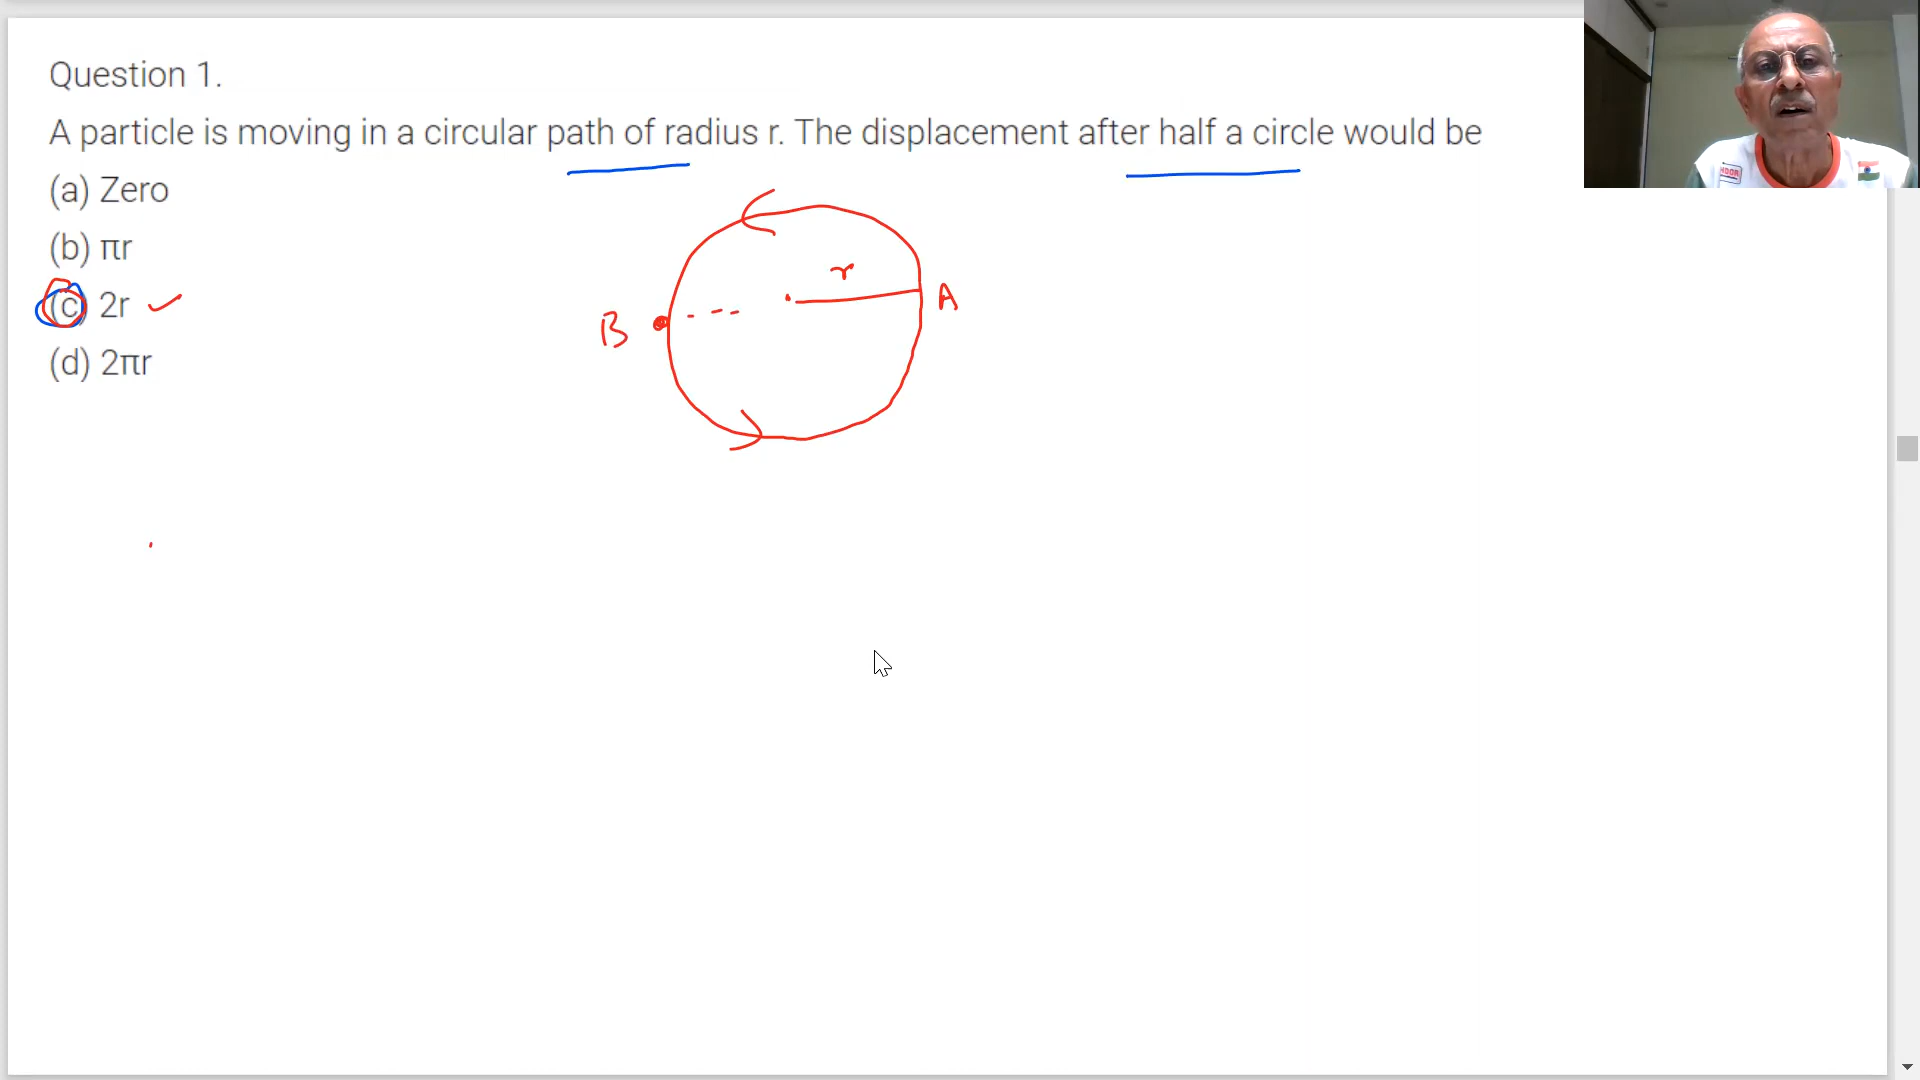 Question 1.
A particle is moving in a circular path of radius r. The displacement after half a circle would be
(a) Zero
(b) πr
(c) 2r
(d) 2πr
r
A
B